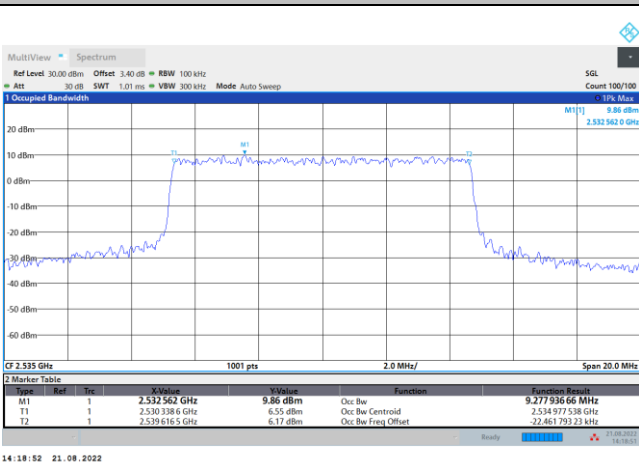 MultiView Spectrum
Ref Level 30.00 dBm Offset 3.40 dB RBW 100 kHz SGL
Att 30 dB SWT 1.01 ms VBW 300 kHz Mode Auto Sweep Count 100/100
1 Occupied Bandwidth 1Pk Max
M1[1] 9.86 dBm
2.532 562 0 GHz
20 dBm
T1 M1 T2
10 dBm
0 dBm
-10 dBm
-20 dBm
-30 dBm
-40 dBm
-50 dBm
-60 dBm
CF 2.535 GHz 1001 pts 2.0 MHz/ Span 20.0 MHz
2 Marker Table
Type Ref Trc X-Value Y-Value Function Function Result
M1 1 2.532 562 GHz 9.86 dBm Occ Bw 9.277 936 66 MHz
T1 1 2.530 338 6 GHz 6.55 dBm Occ Bw Centroid 2.534 977 538 GHz
T2 1 2.539 616 5 GHz 6.17 dBm Occ Bw Freq Offset -22.461 793 23 kHz
Ready 21.08.2022
14:18:51
14:18:52 21.08.2022